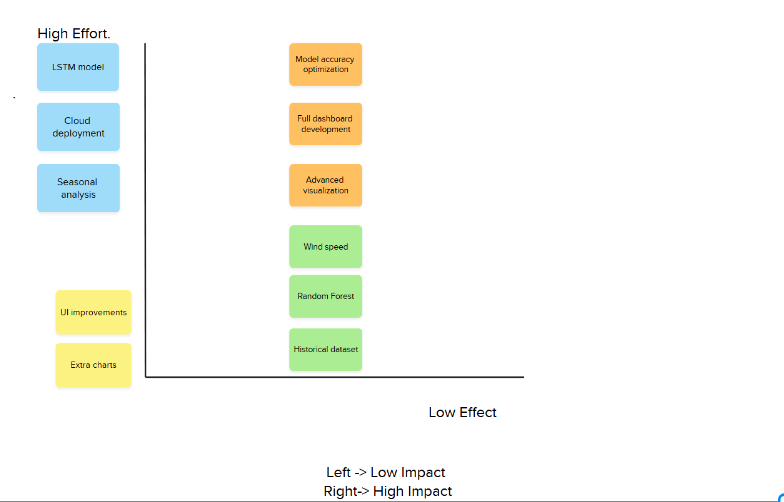 High Effort.
LSTM model
Model accuracy
optimization
Cloud
deployment
Full dashboard
development
Seasonal
analysis
Advanced
visualization
Wind speed
Random Forest
UI improvements
Historical dataset
Extra charts
Low Effect
Left -> Low Impact
Right-> High Impact